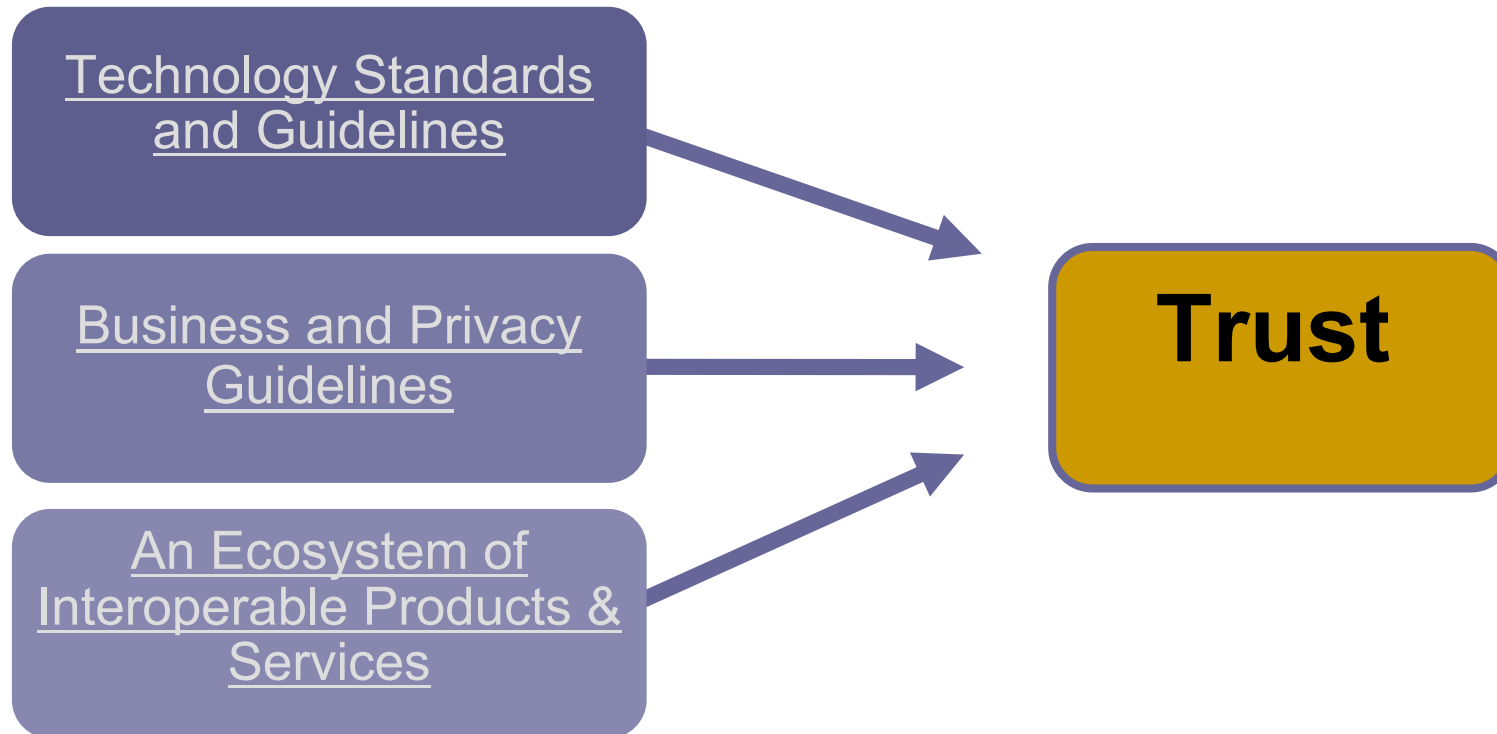 Technology Standards
and Guidelines
Business and Privacy
Guidelines
An Ecosystem of
Interoperable Products &
Services
Trust